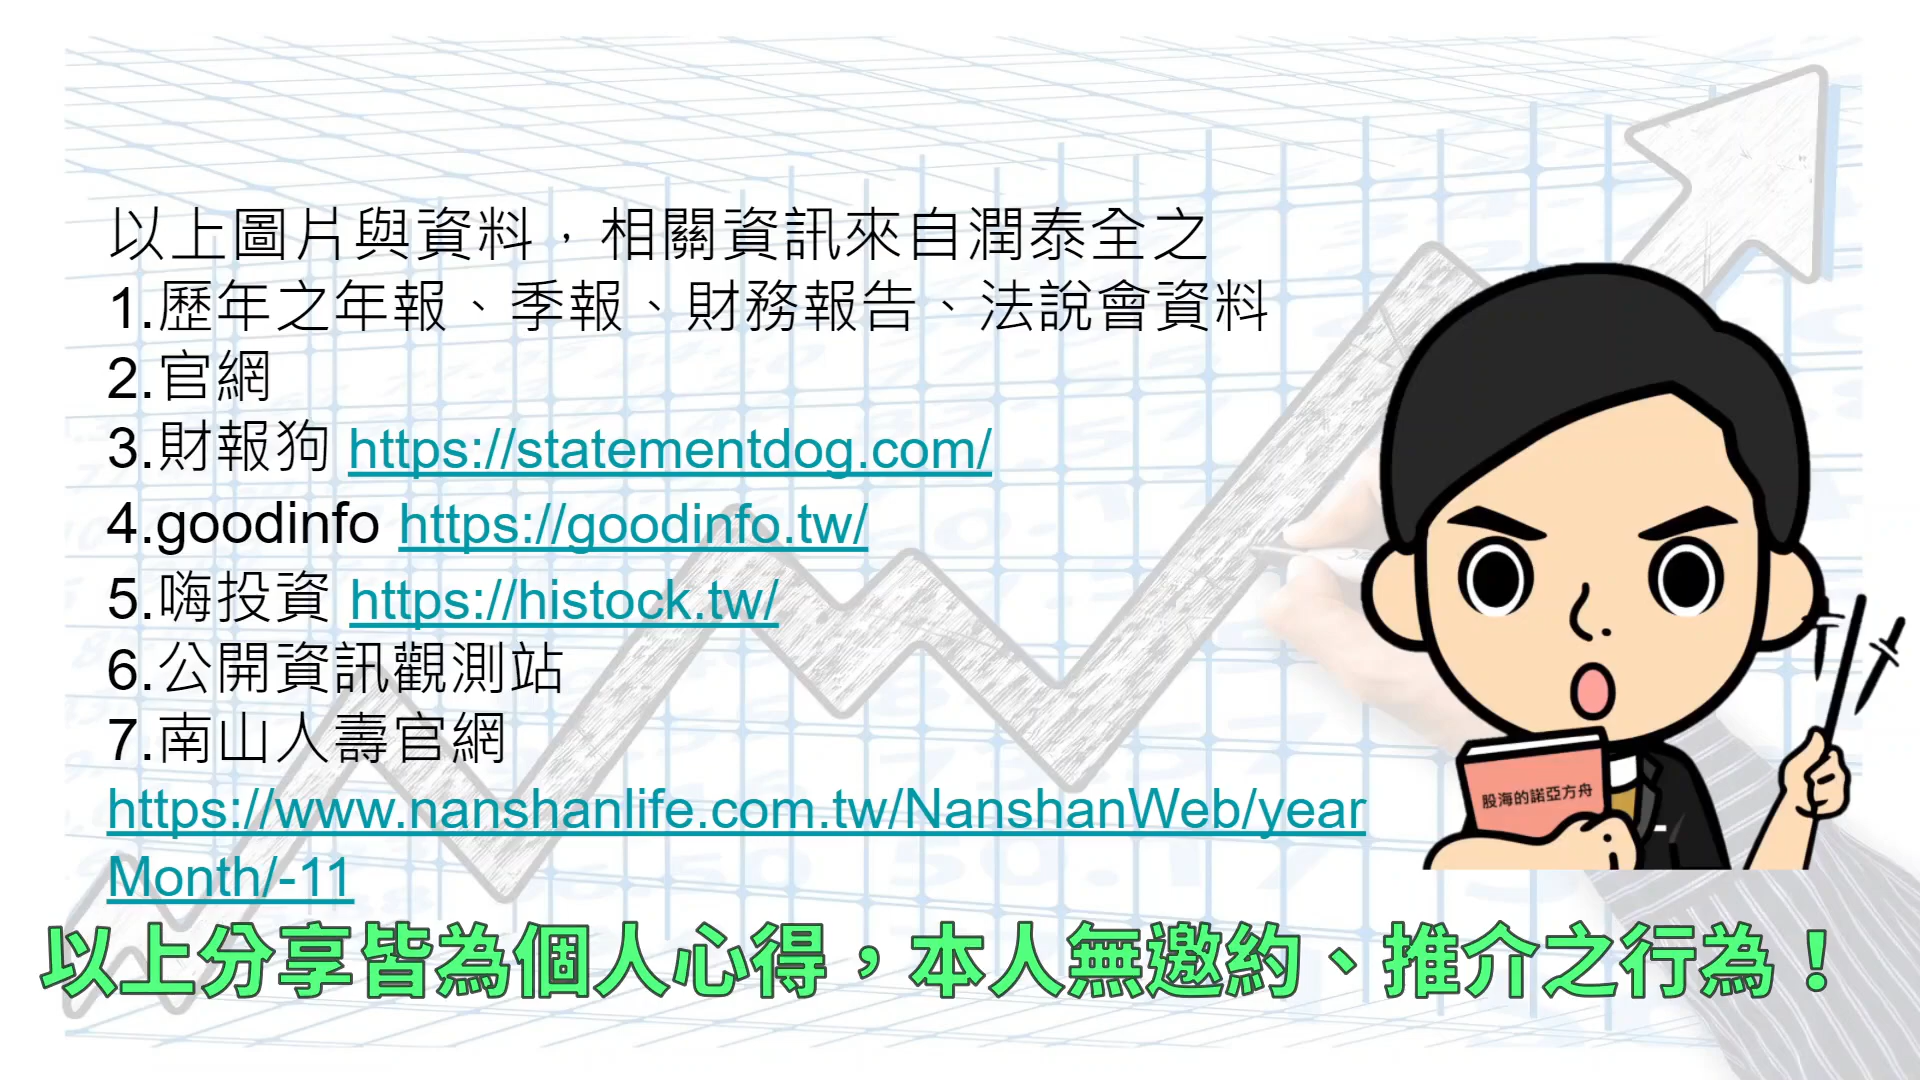 以上圖片與資料，相關資訊來自潤泰全之
1.歷年之年報、季報、財務報告、法說會資料
2.官網
3.財報狗 https://statementdog.com/
4.goodinfo https://goodinfo.tw/
5.嗨投資 https://histock.tw/
6.公開資訊觀測站
7.南山人壽官網
https://www.nanshanlife.com.tw/NanshanWeb/year
Month/-11
股海的諾亞方舟
以上分享皆為個人心得，本人無邀約、推介之行為！